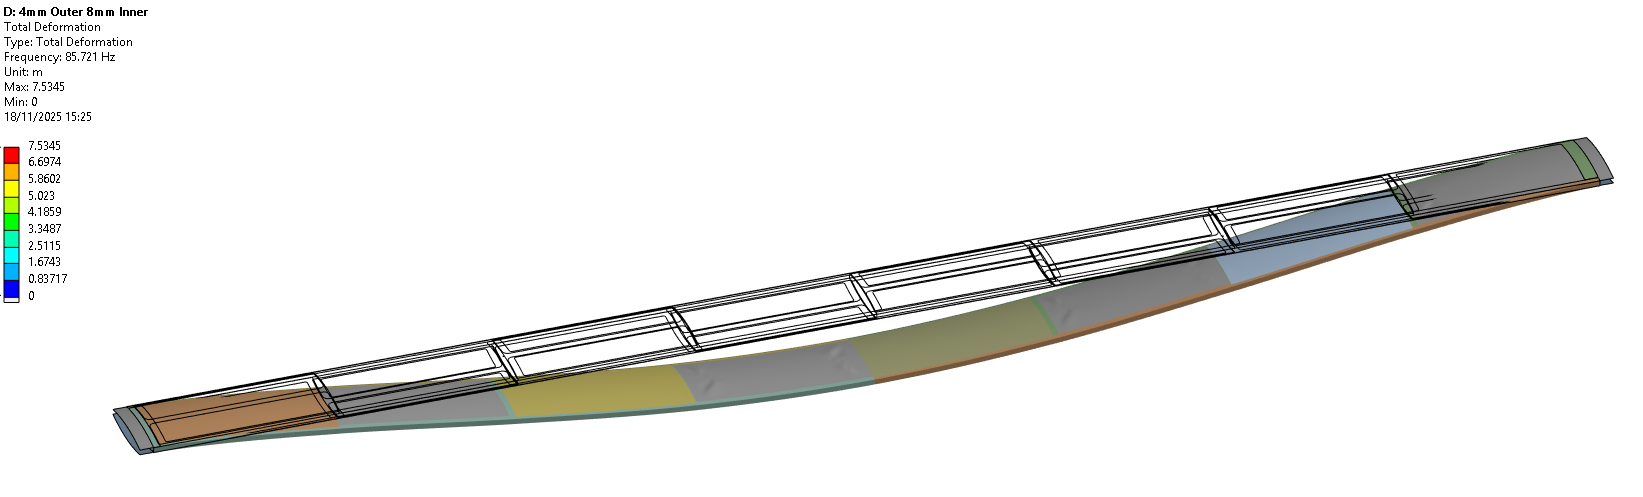 D: 4mm Outer 8mm Inner
Total Deformation
Type: Total Deformation
Frequency: 85.721 Hz
Unit: m
Max: 7.5345
Min: 0
18/11/2025 15:25
7.5345
6.6974
5.8602
5.023
4.1859
3.3487
2.5115
1.6743
0.83717
0